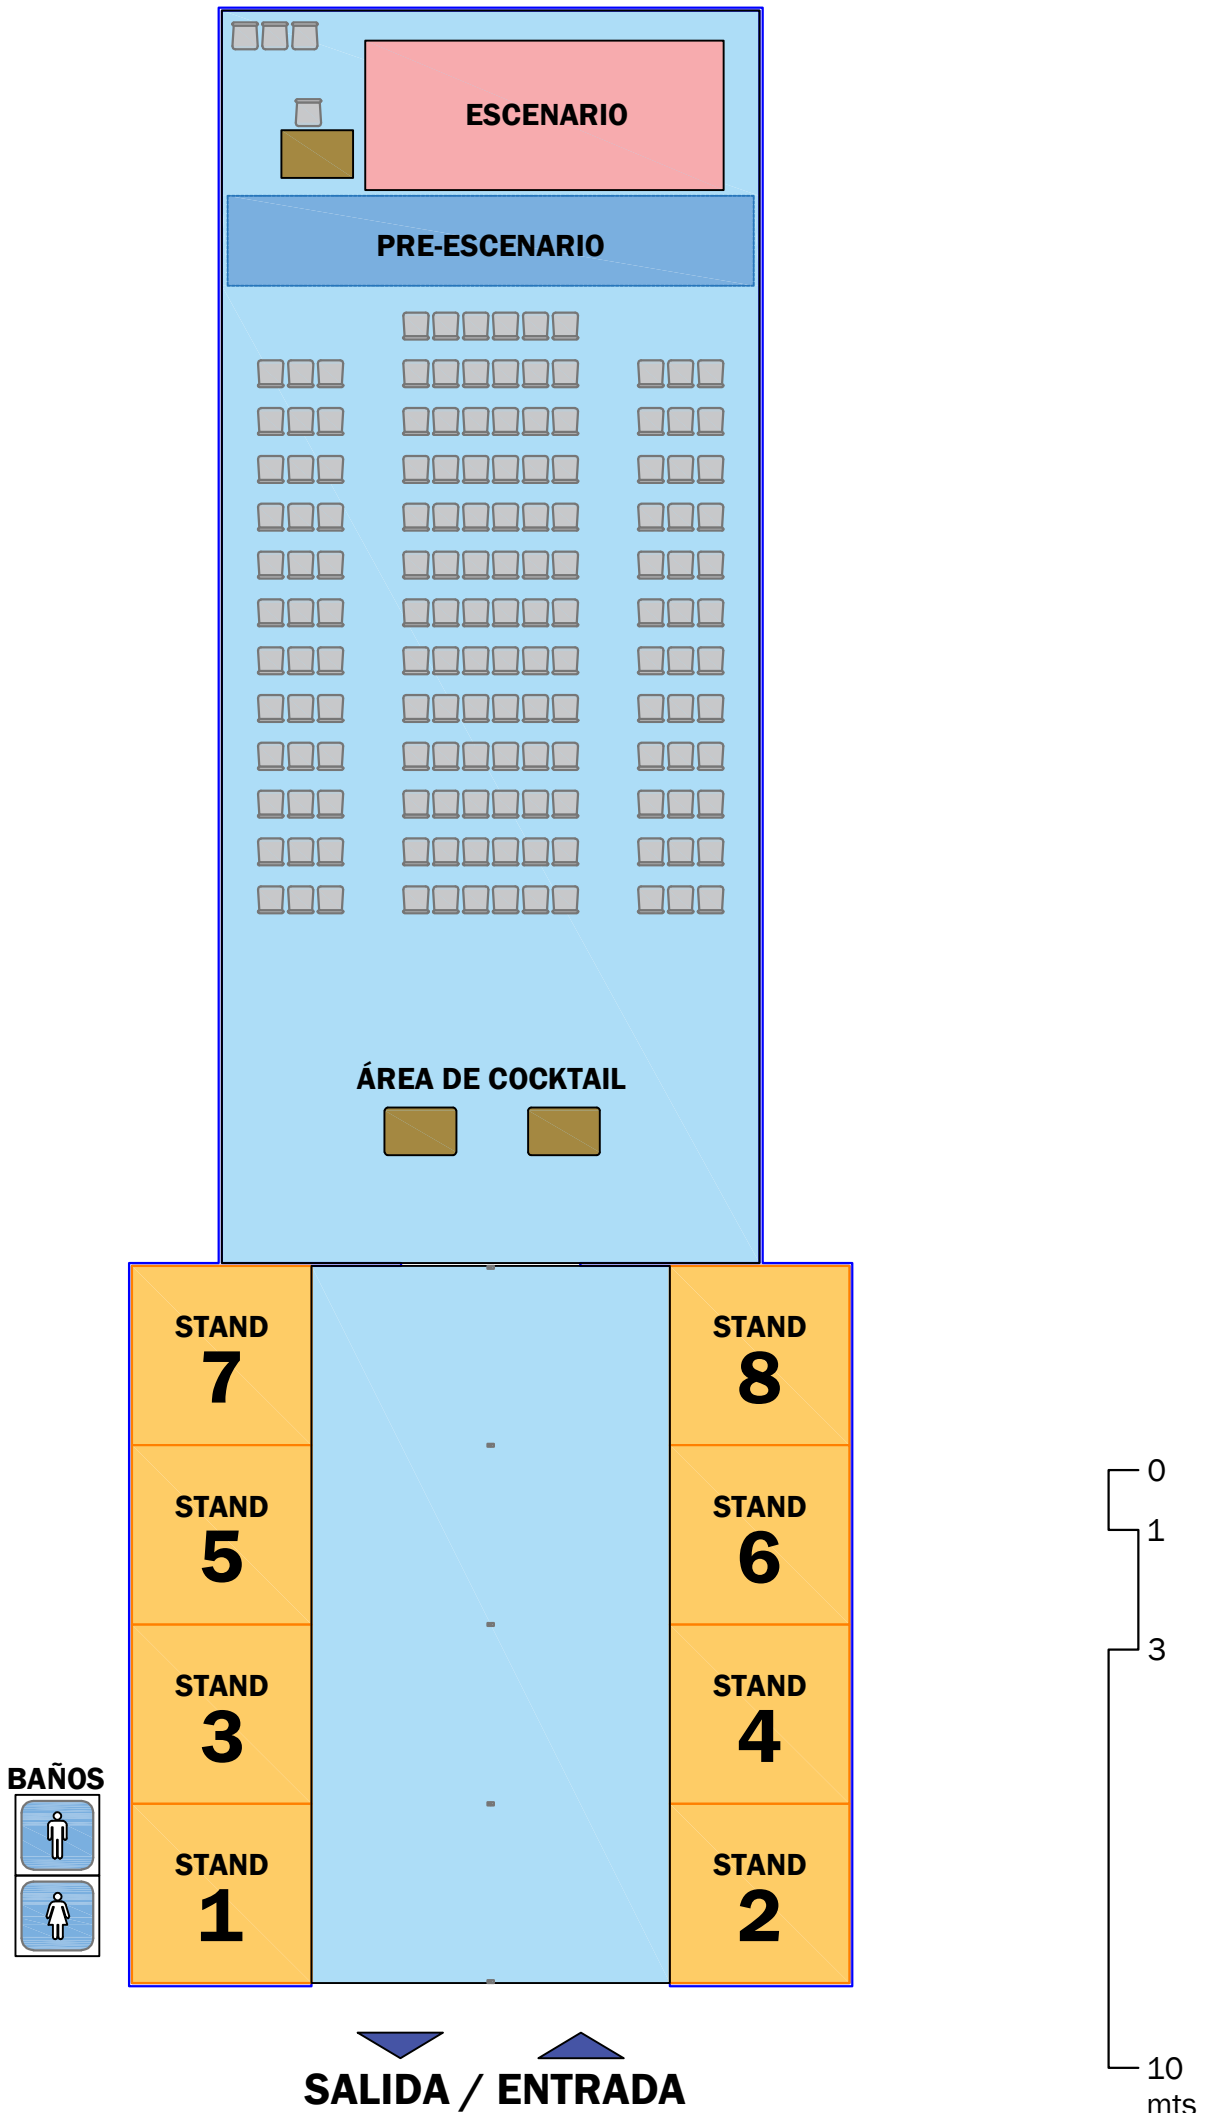 ESCENARIO
PRE-ESCENARIO
ÁREA DE COCKTAIL
STAND
7
STAND
8
STAND
5
STAND
6
STAND
3
STAND
4
BAÑOS
STAND
1
STAND
2
SALIDA / ENTRADA
0
1
3
10
mts